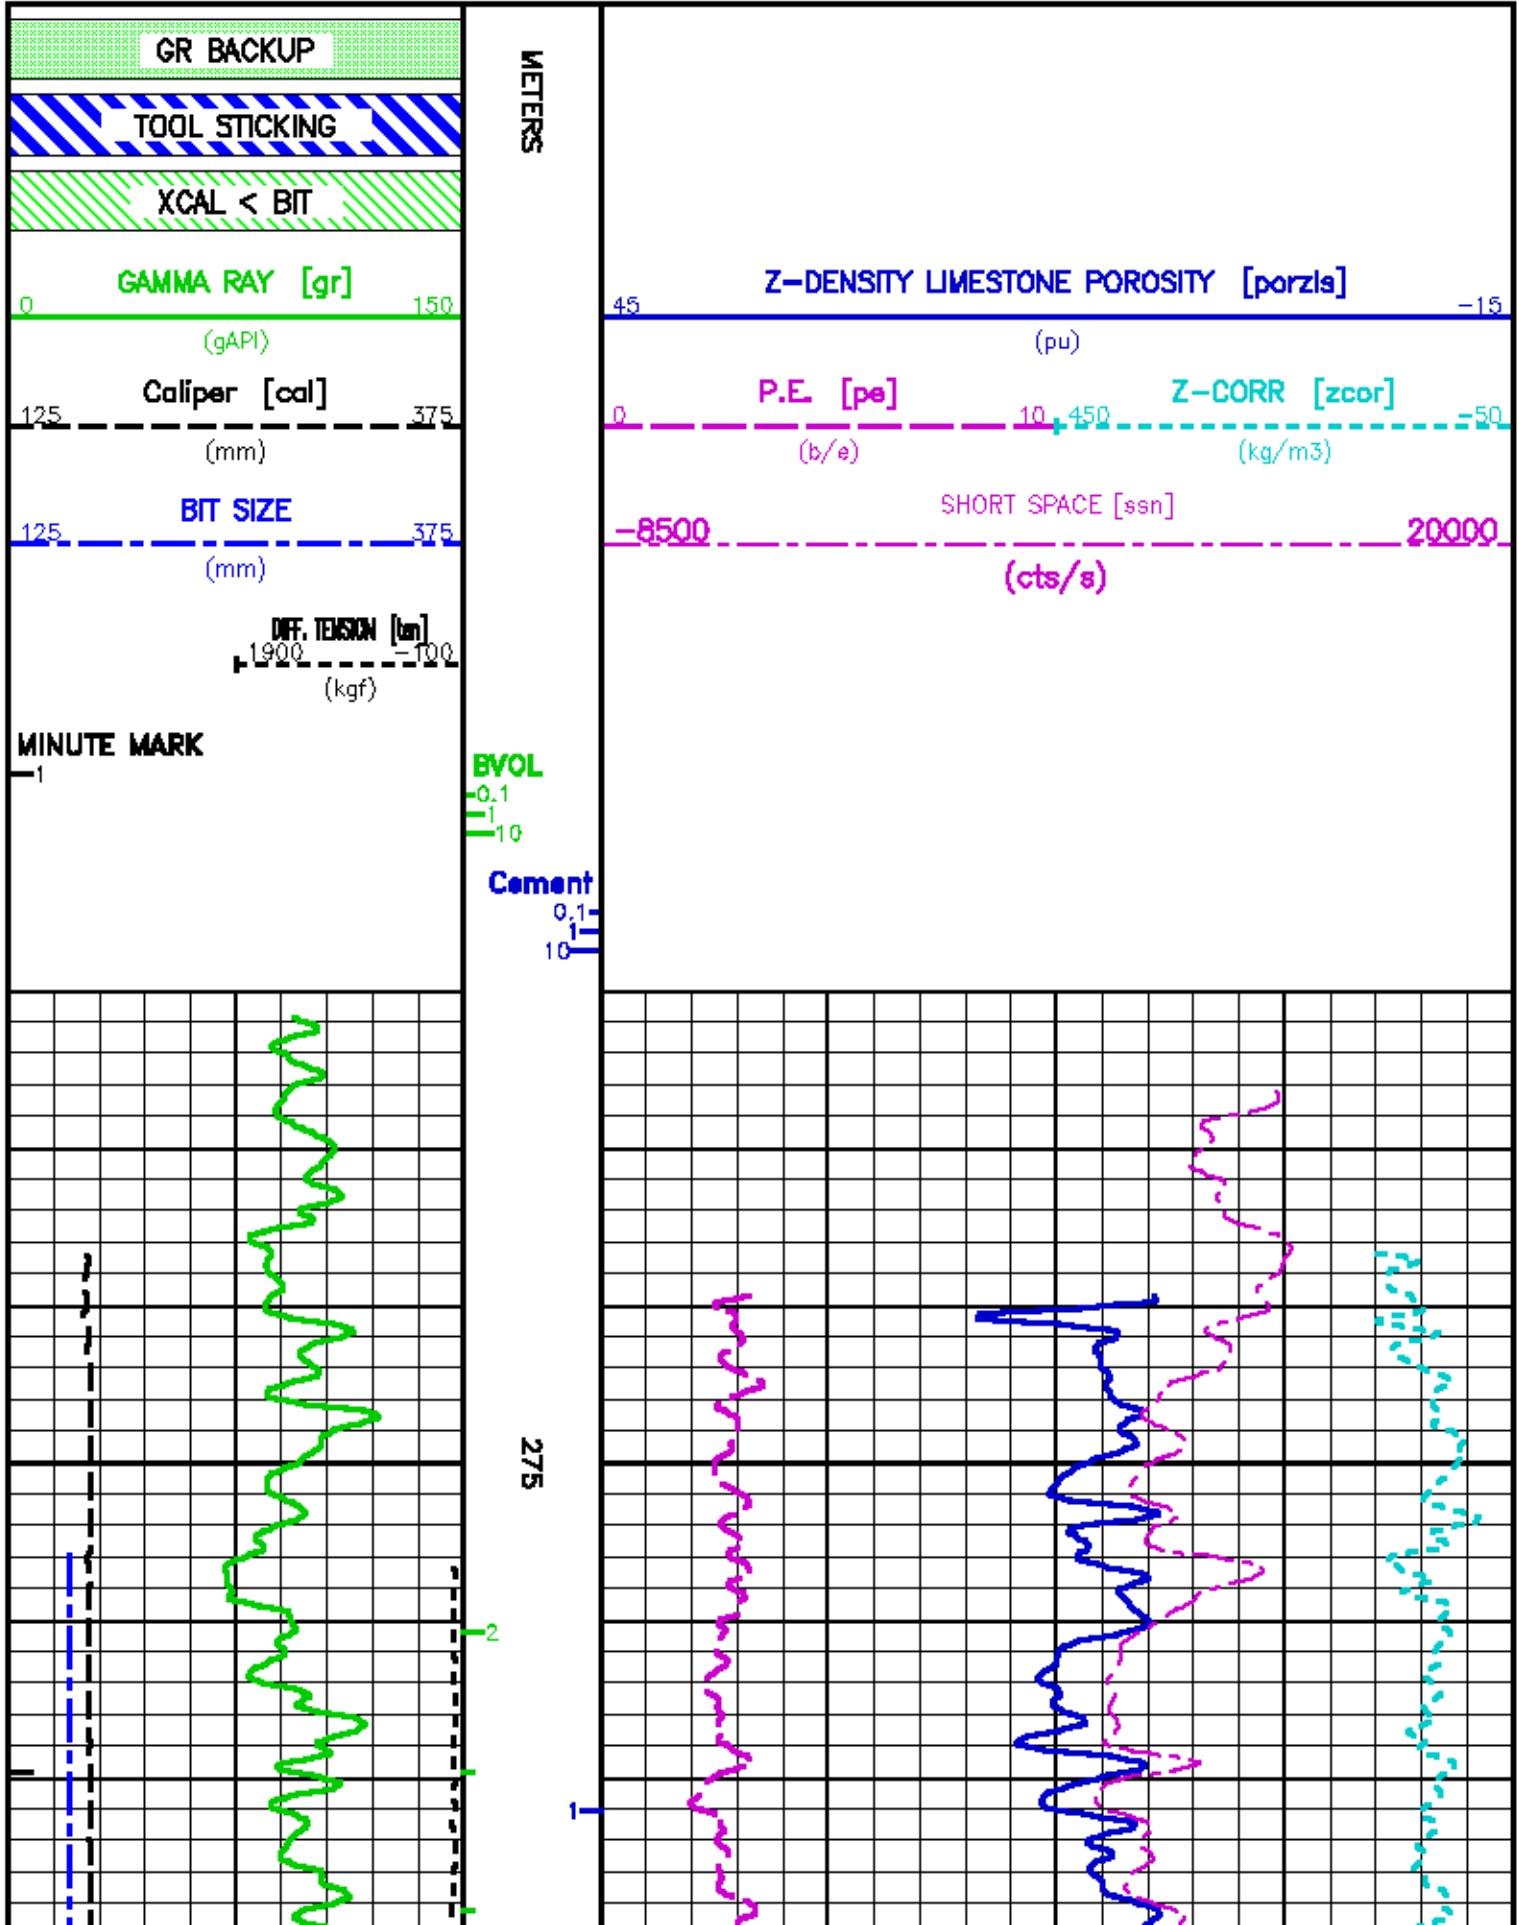 GR BACKUP
TOOL STICKING
XCAL < BIT
GAMMA RAY [gr]
0 150
(gAPI)
Caliper [cal]
125 375
(mm)
BIT SIZE
125 375
(mm)
DIFF. TENSION [ten]
1900 -100
(kgf)
MINUTE MARK
1
METERS
BVOL
0.1
1
10
Cement
0.1
1
10
Z-DENSITY LIMESTONE POROSITY [porzls]
45 -15
(pu)
P.E. [pe]
0 10
(b/e)
Z-CORR [zcor]
450 -50
(kg/m3)
SHORT SPACE [ssn]
-8500 20000
(cts/s)
275
2
1